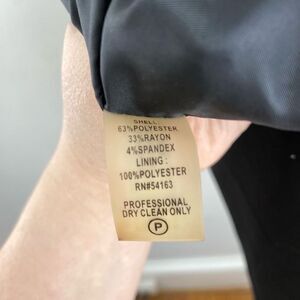 SHELL
63%POLYESTER
33%RAYON
4%SPANDEX
LINING :
100%POLYESTER
RN#54163
PROFESSIONAL
DRY CLEAN ONLY
P